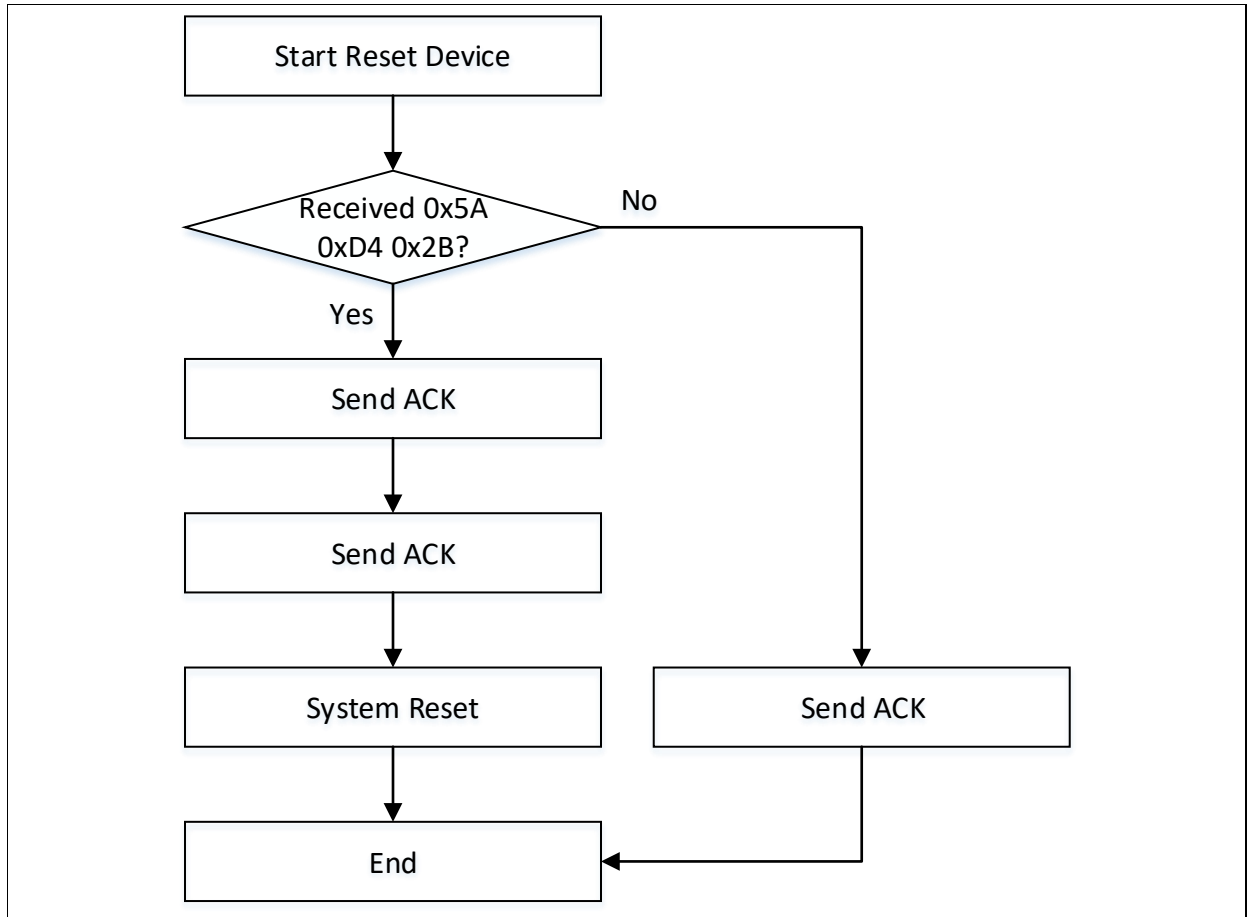 Start Reset Device
Received 0x5A
0xD4 0x2B?
No
Yes
Send ACK
Send ACK
System Reset
Send ACK
End